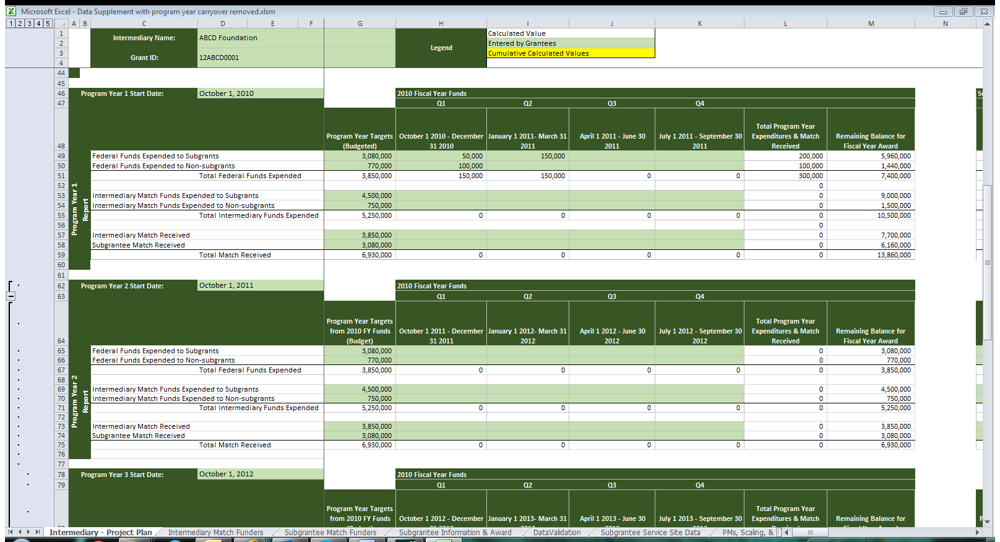 Microsoft Excel - Data Supplement with program year carryover removed.xlsm
1 2 3 4 5 A B C D E F G H I J K L M N
1 Intermediary Name: ABCD Foundation Legend Calculated Value
2 Entered by Grantees
3 Grant ID: 12ABCD0001 Cumulative Calculated Values
4
44
45
46 Program Year 1 Start Date: October 1, 2010 2010 Fiscal Year Funds
47 Q1 Q2 Q3 Q4
48 Program Year Targets (Budgeted) October 1 2010 - December 31 2010 January 1 2011- March 31 2011 April 1 2011 - June 30 2011 July 1 2011 - September 30 2011 Total Program Year Expenditures & Match Received Remaining Balance for Fiscal Year Award
Program Year 1 Report
49 Federal Funds Expended to Subgrants 3,080,000 50,000 150,000 200,000 5,960,000
50 Federal Funds Expended to Non-subgrants 770,000 100,000 100,000 1,440,000
51 Total Federal Funds Expended 3,850,000 150,000 150,000 0 0 300,000 7,400,000
52 0
53 Intermediary Match Funds Expended to Subgrants 4,500,000 0 9,000,000
54 Intermediary Match Funds Expended to Non-subgrants 750,000 0 1,500,000
55 Total Intermediary Funds Expended 5,250,000 0 0 0 0 0 10,500,000
56 0
57 Intermediary Match Received 3,850,000 0 7,700,000
58 Subgrantee Match Received 3,080,000 0 6,160,000
59 Total Match Received 6,930,000 0 0 0 0 0 13,860,000
60
61
62 Program Year 2 Start Date: October 1, 2011 2010 Fiscal Year Funds
63 Q1 Q2 Q3 Q4
64 Program Year Targets from 2010 FY Funds (Budget) October 1 2011 - December 31 2011 January 1 2012- March 31 2012 April 1 2012 - June 30 2012 July 1 2012 - September 30 2012 Total Program Year Expenditures & Match Received Remaining Balance for Fiscal Year Award
Program Year 2 Report
65 Federal Funds Expended to Subgrants 3,080,000 0 3,080,000
66 Federal Funds Expended to Non-subgrants 770,000 0 770,000
67 Total Federal Funds Expended 3,850,000 0 0 0 0 0 3,850,000
68
69 Intermediary Match Funds Expended to Subgrants 4,500,000 0 4,500,000
70 Intermediary Match Funds Expended to Non-subgrants 750,000 0 750,000
71 Total Intermediary Funds Expended 5,250,000 0 0 0 0 0 5,250,000
72
73 Intermediary Match Received 3,850,000 0 3,850,000
74 Subgrantee Match Received 3,080,000 0 3,080,000
75 Total Match Received 6,930,000 0 0 0 0 0 6,930,000
76
77
78 Program Year 3 Start Date: October 1, 2012 2010 Fiscal Year Funds
79 Q1 Q2 Q3 Q4
Program Year Targets from 2010 FY Funds October 1 2012 - December January 1 2013- March 31 April 1 2013 - June 30 July 1 2013 - September 30 Total Program Year Expenditures & Match Remaining Balance for
Intermediary - Project Plan Intermediary Match Funders Subgrantee Match Funders Subgrantee Information & Award DataValidation Subgrantee Service Site Data PMs, Scaling, &